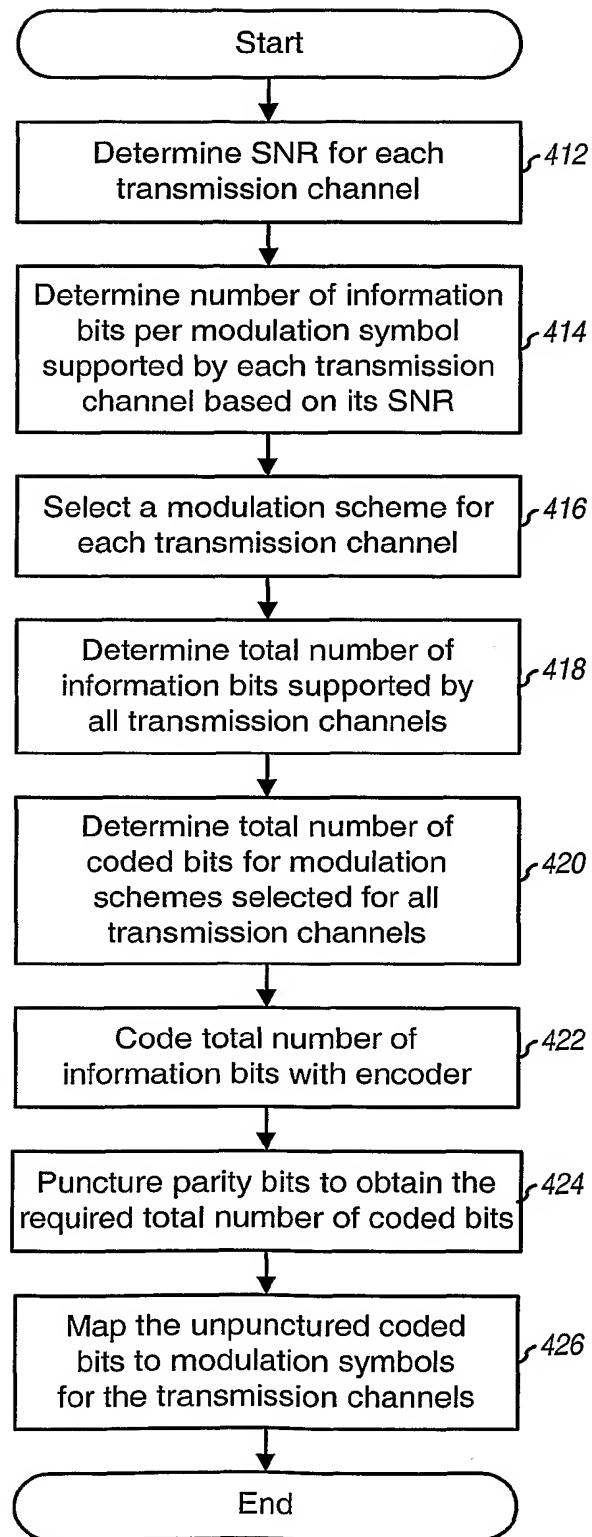 Start
Determine SNR for each
transmission channel
412
Determine number of information
bits per modulation symbol
supported by each transmission
channel based on its SNR
414
Select a modulation scheme for
each transmission channel
416
Determine total number of
information bits supported by
all transmission channels
418
Determine total number of
coded bits for modulation
schemes selected for all
transmission channels
420
Code total number of
information bits with encoder
422
Puncture parity bits to obtain the
required total number of coded bits
424
Map the unpunctured coded
bits to modulation symbols
for the transmission channels
426
End